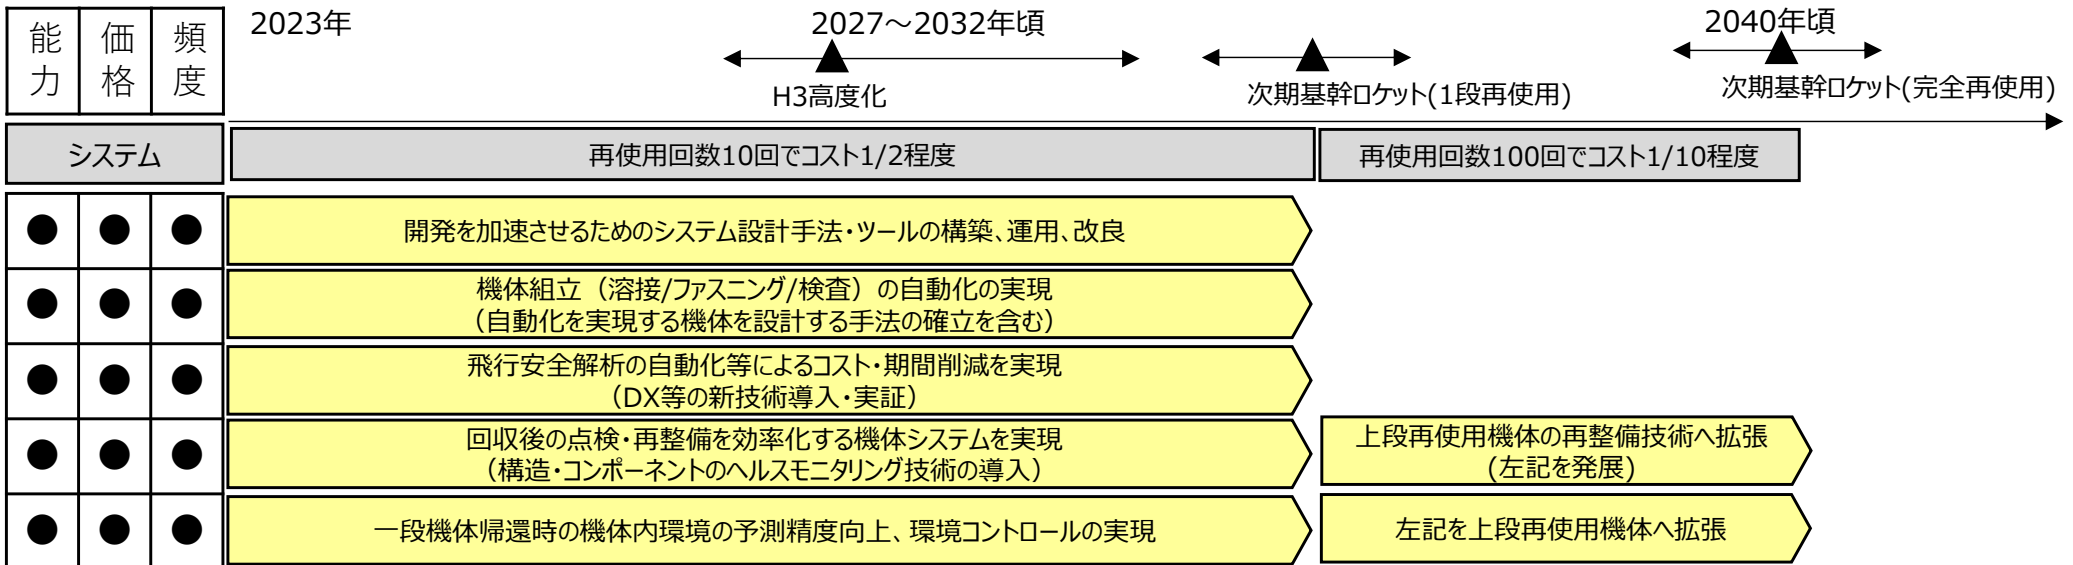 能力
価格
頻度
2023年
2027～2032年頃
2040年頃
H3高度化
次期基幹ロケット(1段再使用)
次期基幹ロケット(完全再使用)
システム
再使用回数10回でコスト1/2程度
再使用回数100回でコスト1/10程度
● ● ●
開発を加速させるためのシステム設計手法・ツールの構築、運用、改良
● ● ●
機体組立（溶接/ファスニング/検査）の自動化の実現
（自動化を実現する機体を設計する手法の確立を含む）
● ● ●
飛行安全解析の自動化等によるコスト・期間削減を実現
（DX等の新技術導入・実証）
● ● ●
回収後の点検・再整備を効率化する機体システムを実現
（構造・コンポーネントのヘルスモニタリング技術の導入）
上段再使用機体の再整備技術へ拡張
(左記を発展)
● ● ●
一段機体帰還時の機体内環境の予測精度向上、環境コントロールの実現
左記を上段再使用機体へ拡張